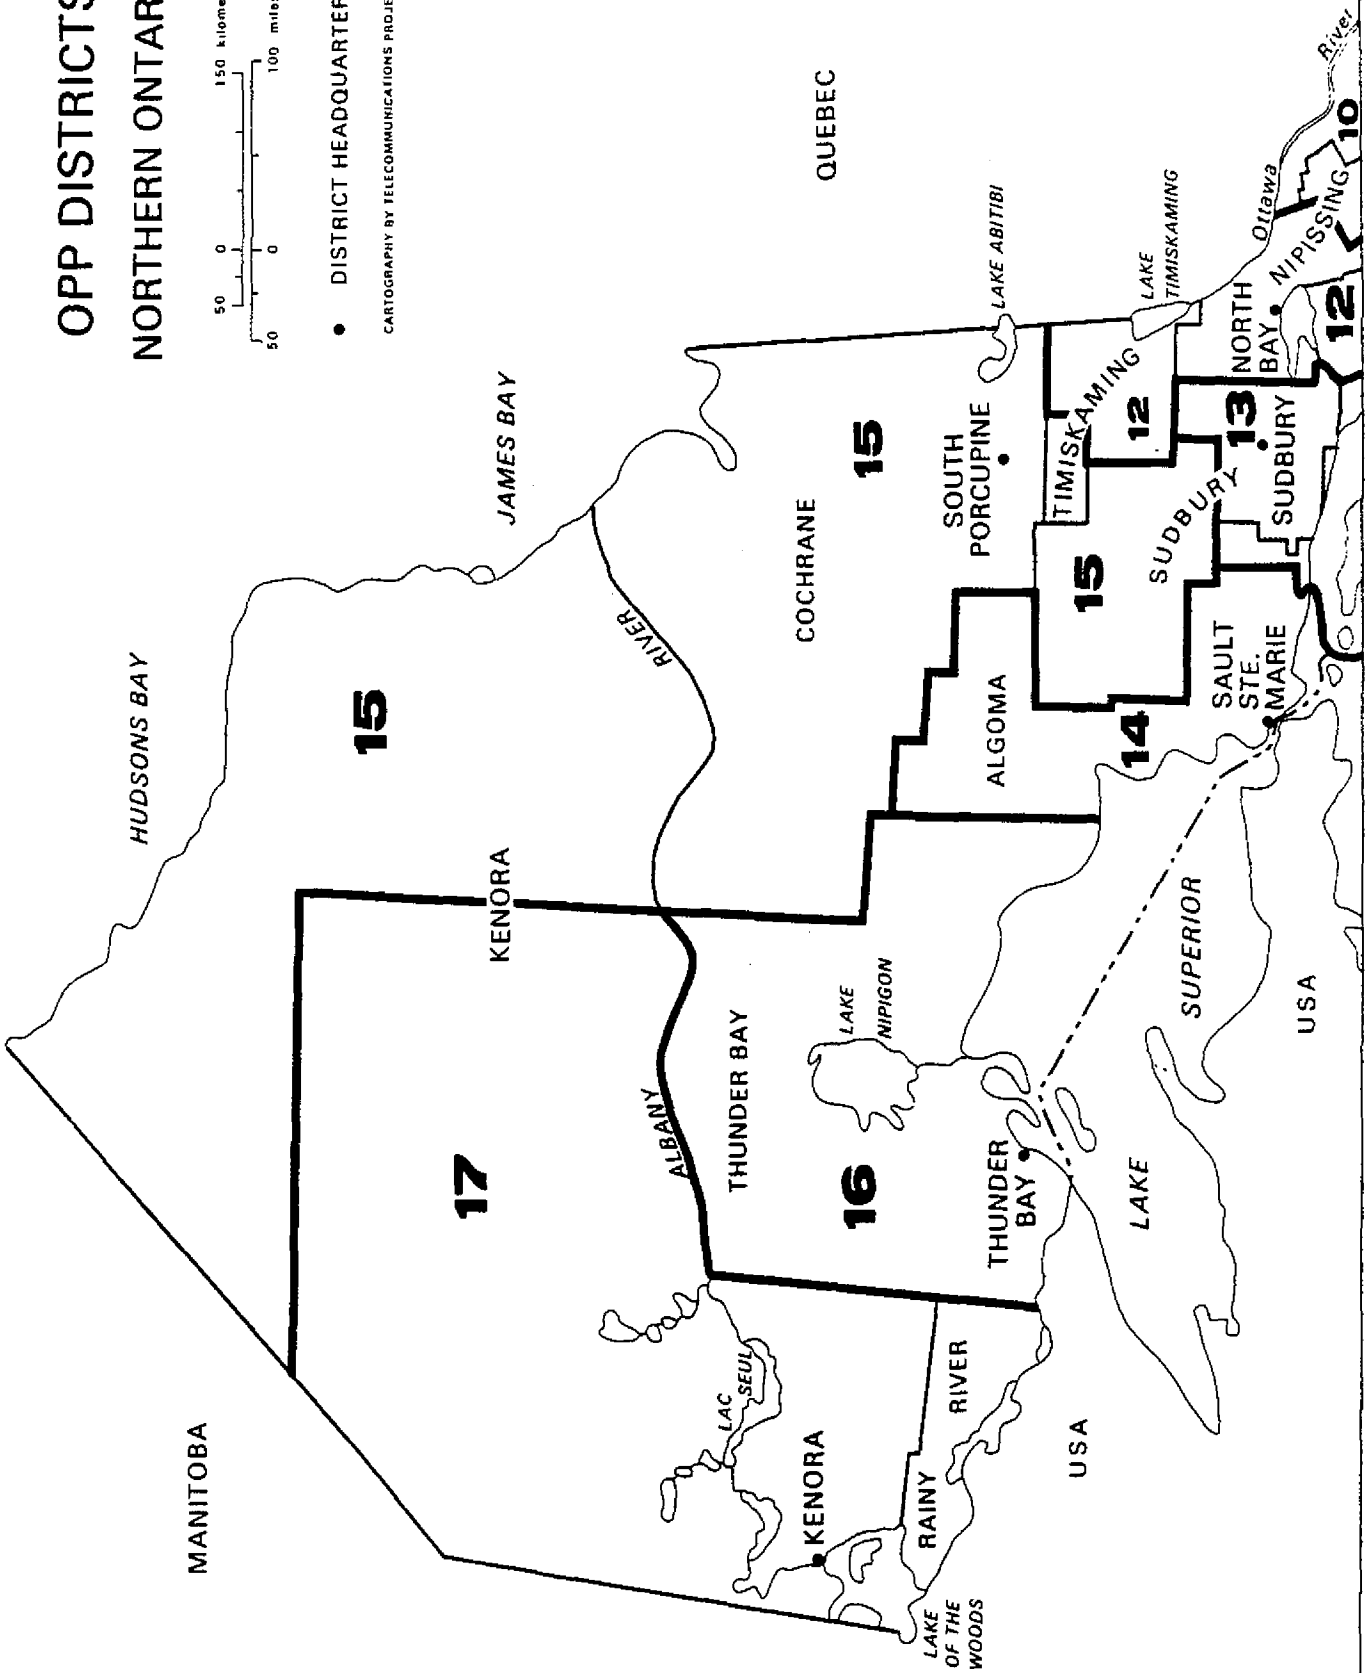 OPP DISTRICTS
NORTHERN ONTAR
50 0 150 kilome
50 0 100 miles
● DISTRICT HEADQUARTER
CARTOGRAPHY BY TELECOMMUNICATIONS PROJE
HUDSONS BAY
JAMES BAY
MANITOBA
QUEBEC
15
KENORA
17
RIVER
ALBANY
COCHRANE
15
THUNDER BAY
LAC
SEUL
LAKE
NIPIGON
16
KENORA
SOUTH
PORCUPINE
LAKE ABITIBI
ALGOMA
TIMISKAMING
12
15
LAKE
TIMISKAMING
RAINY
RIVER
LAKE
OF THE
WOODS
THUNDER
BAY
14
SUDBURY
13
SUDBURY
SAULT
STE.
MARIE
NORTH
BAY
NIPISSING
Ottawa
River
12
10
LAKE
SUPERIOR
USA
USA